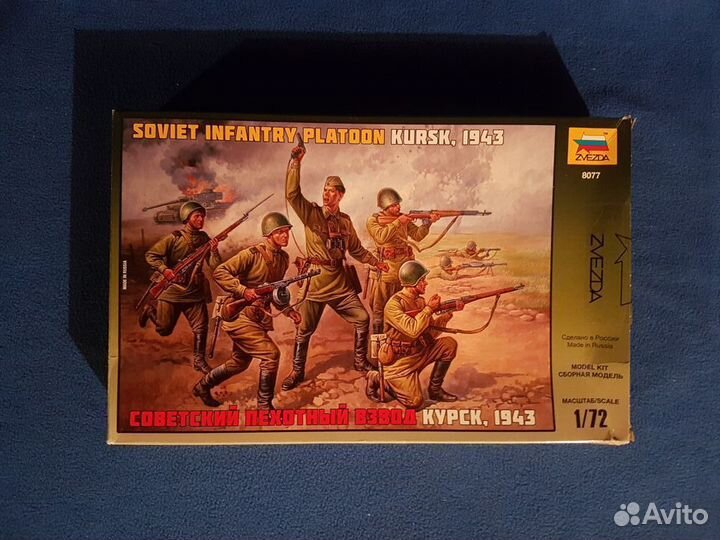 SOVIET INFANTRY PLATOON KURSK, 1943
ZVEZDA
8077
ZVEZDA
MADE IN RUSSIA
Сделано в России
Made in Russia
MODEL KIT
СБОРНАЯ МОДЕЛЬ
МАСШТАБ/SCALE
1/72
СОВЕТСКИЙ ПЕХОТНЫЙ ВЗВОД КУРСК, 1943
Avito